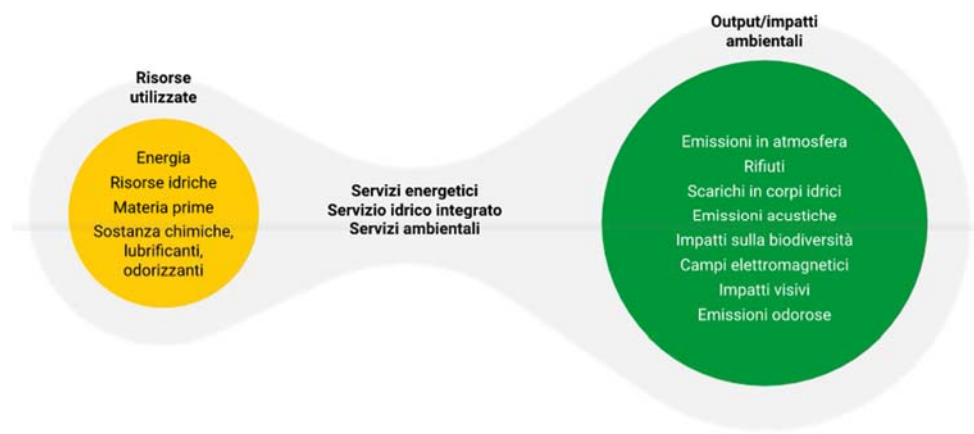 Risorse
utilizzate
Energia
Risorse idriche
Materia prime
Sostanza chimiche,
lubrificanti,
odorizzanti
Servizi energetici
Servizio idrico integrato
Servizi ambientali
Output/impatti
ambientali
Emissioni in atmosfera
Rifiuti
Scarichi in corpi idrici
Emissioni acustiche
Impatti sulla biodiversità
Campi elettromagnetici
Impatti visivi
Emissioni odorose